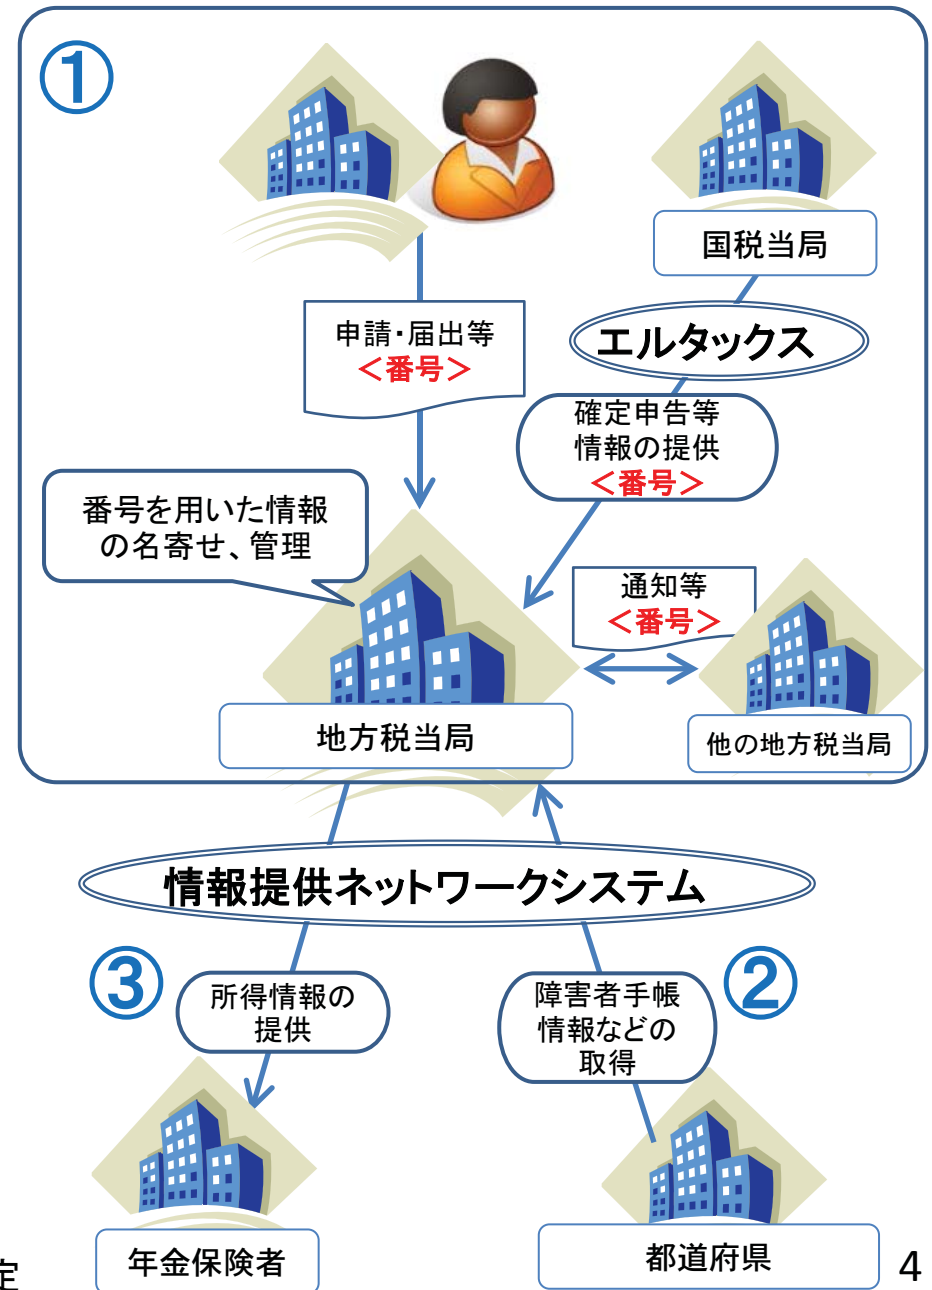 ①
国税当局
申請・届出等
＜番号＞
エルタックス
確定申告等
情報の提供
＜番号＞
番号を用いた情報
の名寄せ、管理
通知等
＜番号＞
地方税当局
他の地方税当局
情報提供ネットワークシステム
③
所得情報の
提供
障害者手帳
情報などの
取得
②
年金保険者
都道府県
定
4